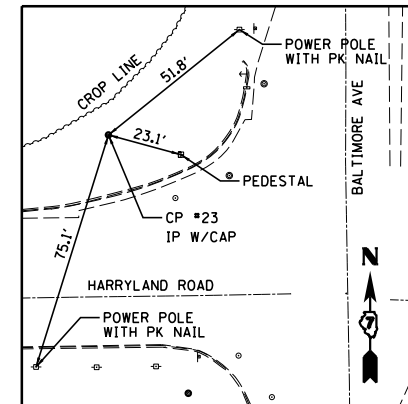 POWER POLE
WITH PK NAIL
CROP LINE
51.8'
23.1'
PEDESTAL
BALTIMORE AVE
CP #23
IP W/CAP
75.1'
N
7
HARRYLAND ROAD
POWER POLE
WITH PK NAIL